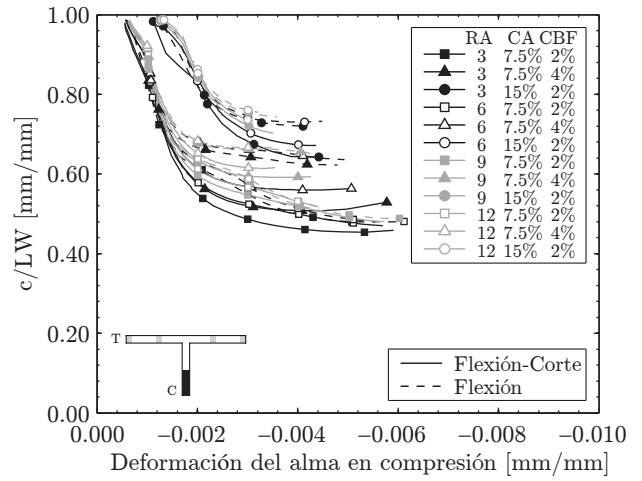 c/LW [mm/mm]
1.00
0.80
0.60
0.40
0.20
0.00
RA CA CBF
3 7.5% 2%
3 7.5% 4%
3 15% 2%
6 7.5% 2%
6 7.5% 4%
6 15% 2%
9 7.5% 2%
9 7.5% 4%
9 15% 2%
12 7.5% 2%
12 7.5% 4%
12 15% 2%
T
C
Flexión-Corte
Flexión
0.000 −0.002 −0.004 −0.006 −0.008 −0.010
Deformación del alma en compresión [mm/mm]